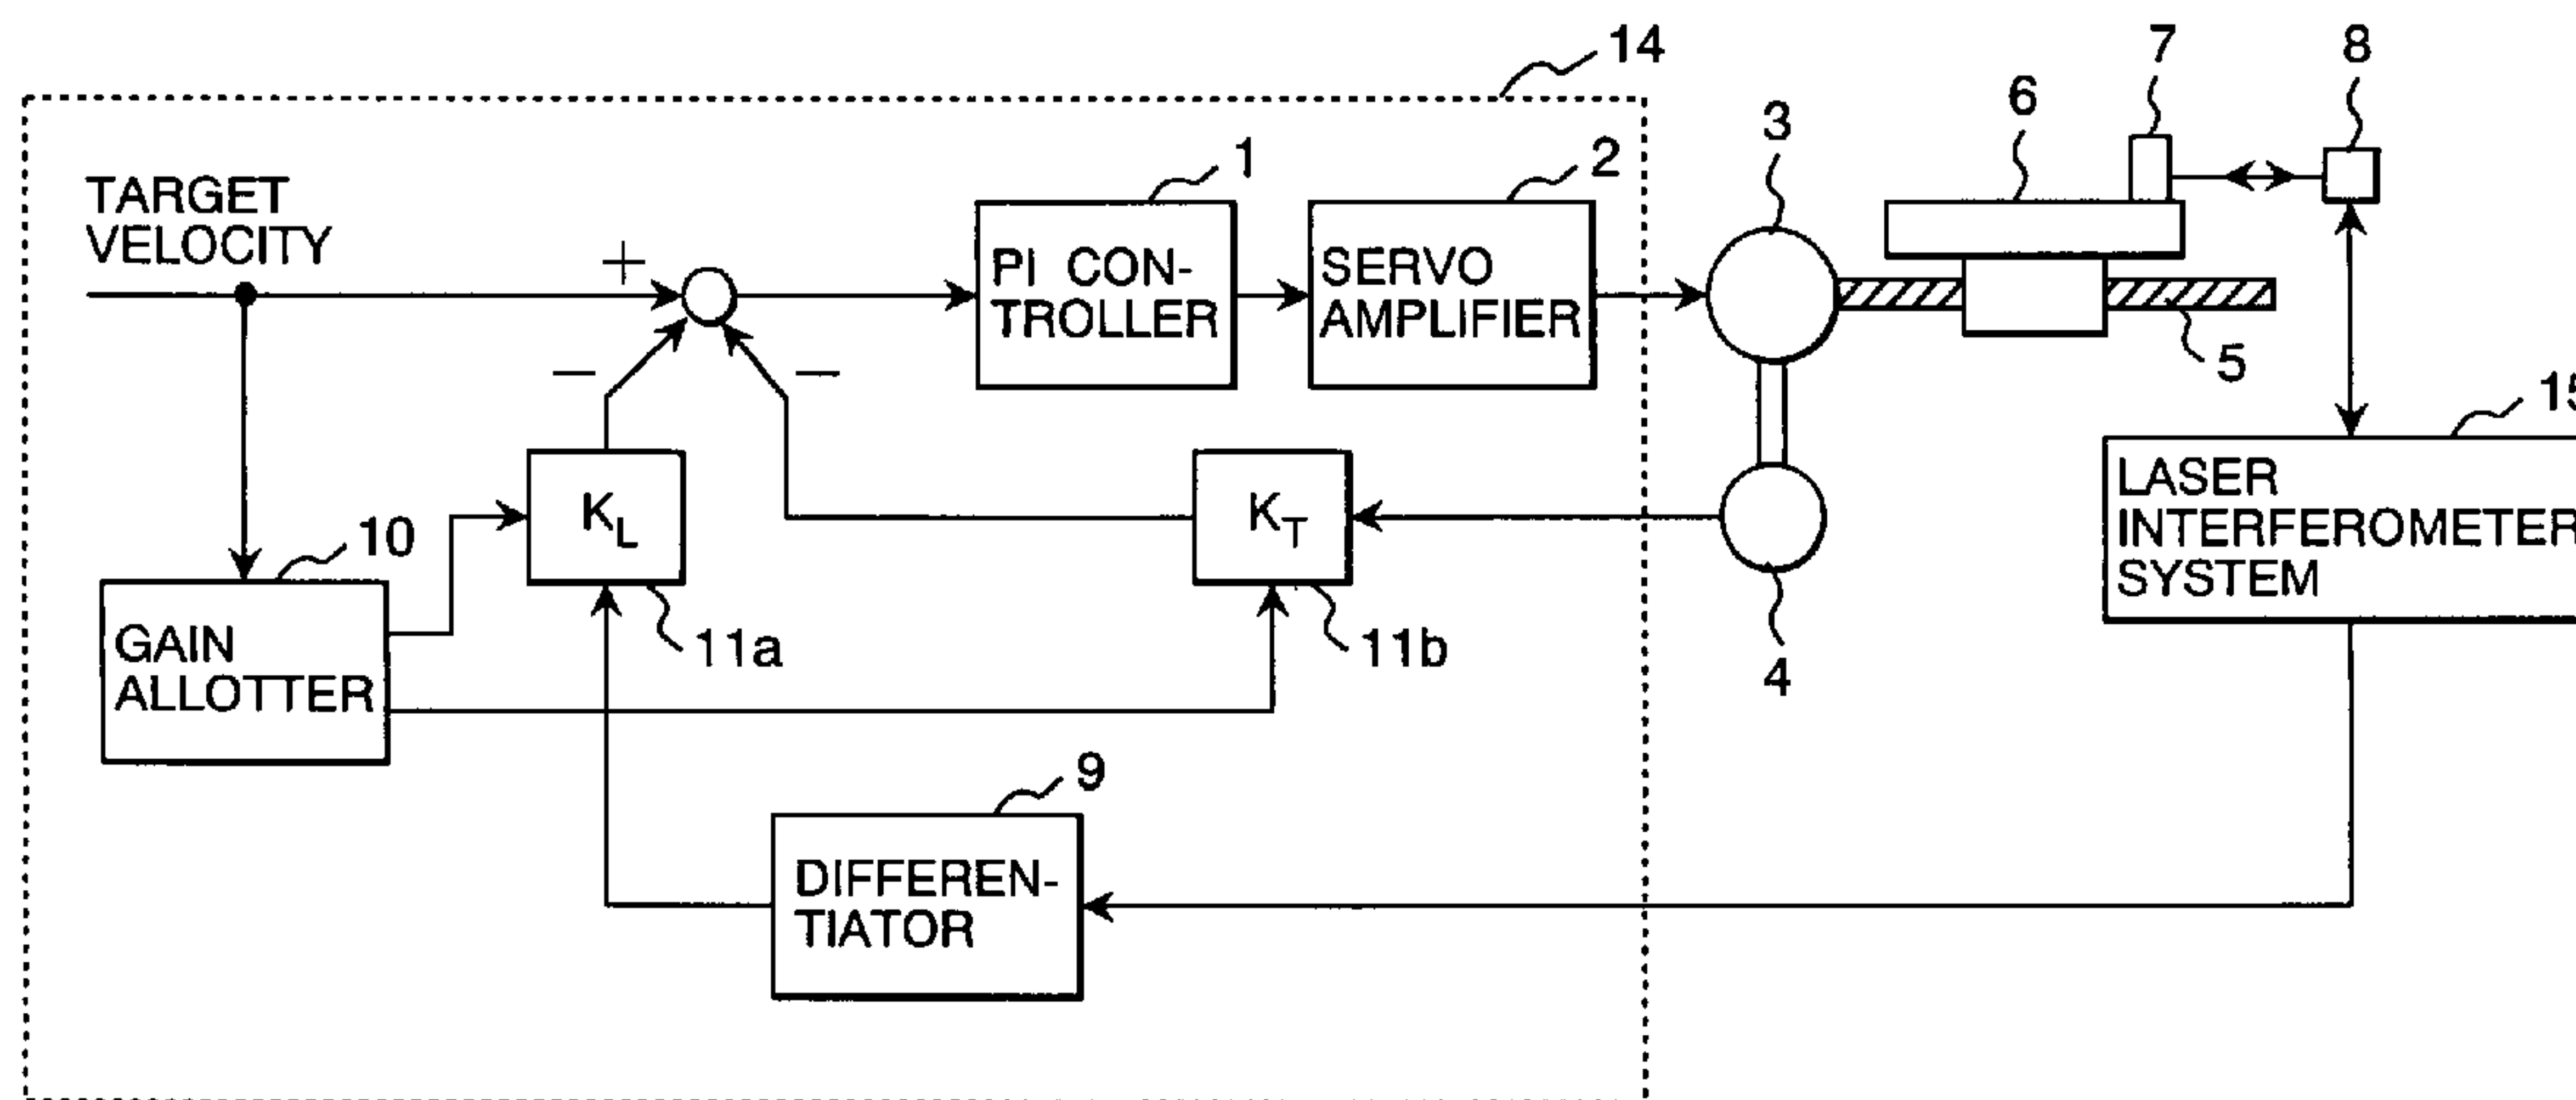 14
7
8
6
3
1
2
TARGET
VELOCITY
+
PI CON-
TROLLER
SERVO
AMPLIFIER
5
−
−
15
KL
KT
LASER
INTERFEROMETER
SYSTEM
10
11a
11b
4
GAIN
ALLOTTER
9
DIFFEREN-
TIATOR